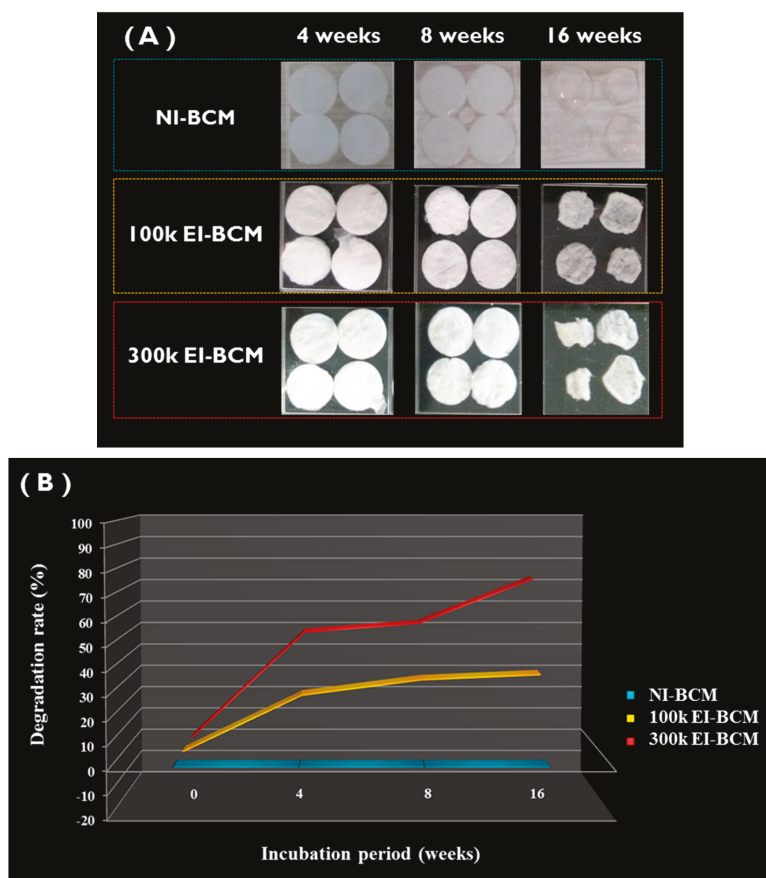 (A)
4 weeks 8 weeks 16 weeks
NI-BCM
100k EI-BCM
300k EI-BCM
(B)
100
90
80
70
60
50
40
30
20
10
0
-10
-20
Degradation rate (%)
0 4 8 16
Incubation period (weeks)
NI-BCM
100k EI-BCM
300k EI-BCM